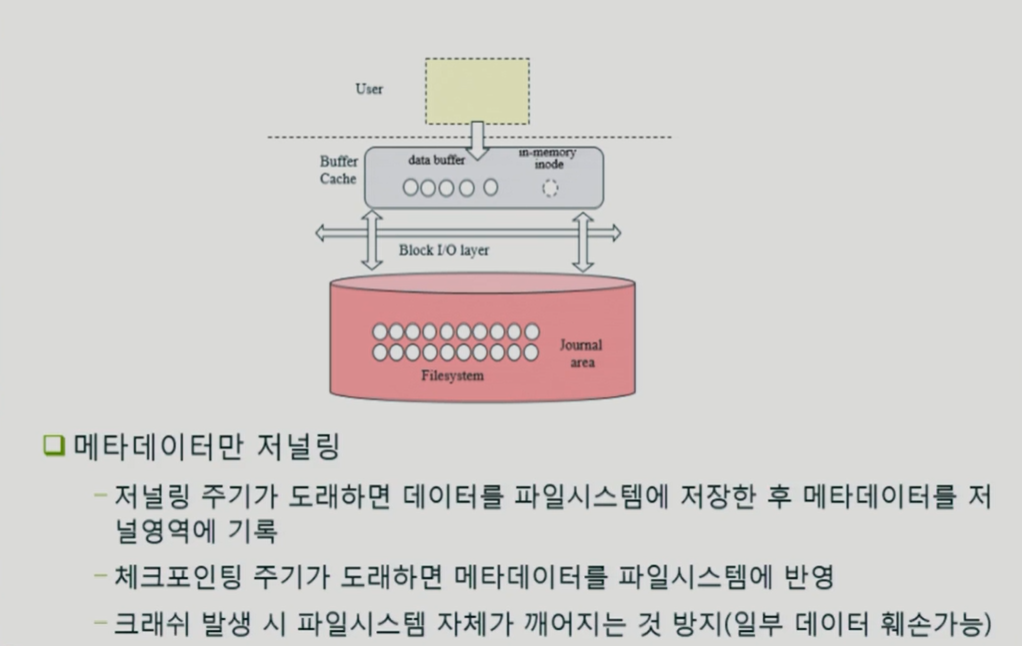 User
Buffer
Cache
data buffer
in-memory
inode
Block I/O layer
Journal
area
Filesystem
❑ 메타데이터만 저널링
– 저널링 주기가 도래하면 데이터를 파일시스템에 저장한 후 메타데이터를 저
널영역에 기록
– 체크포인팅 주기가 도래하면 메타데이터를 파일시스템에 반영
– 크래쉬 발생 시 파일시스템 자체가 깨어지는 것 방지(일부 데이터 훼손가능)